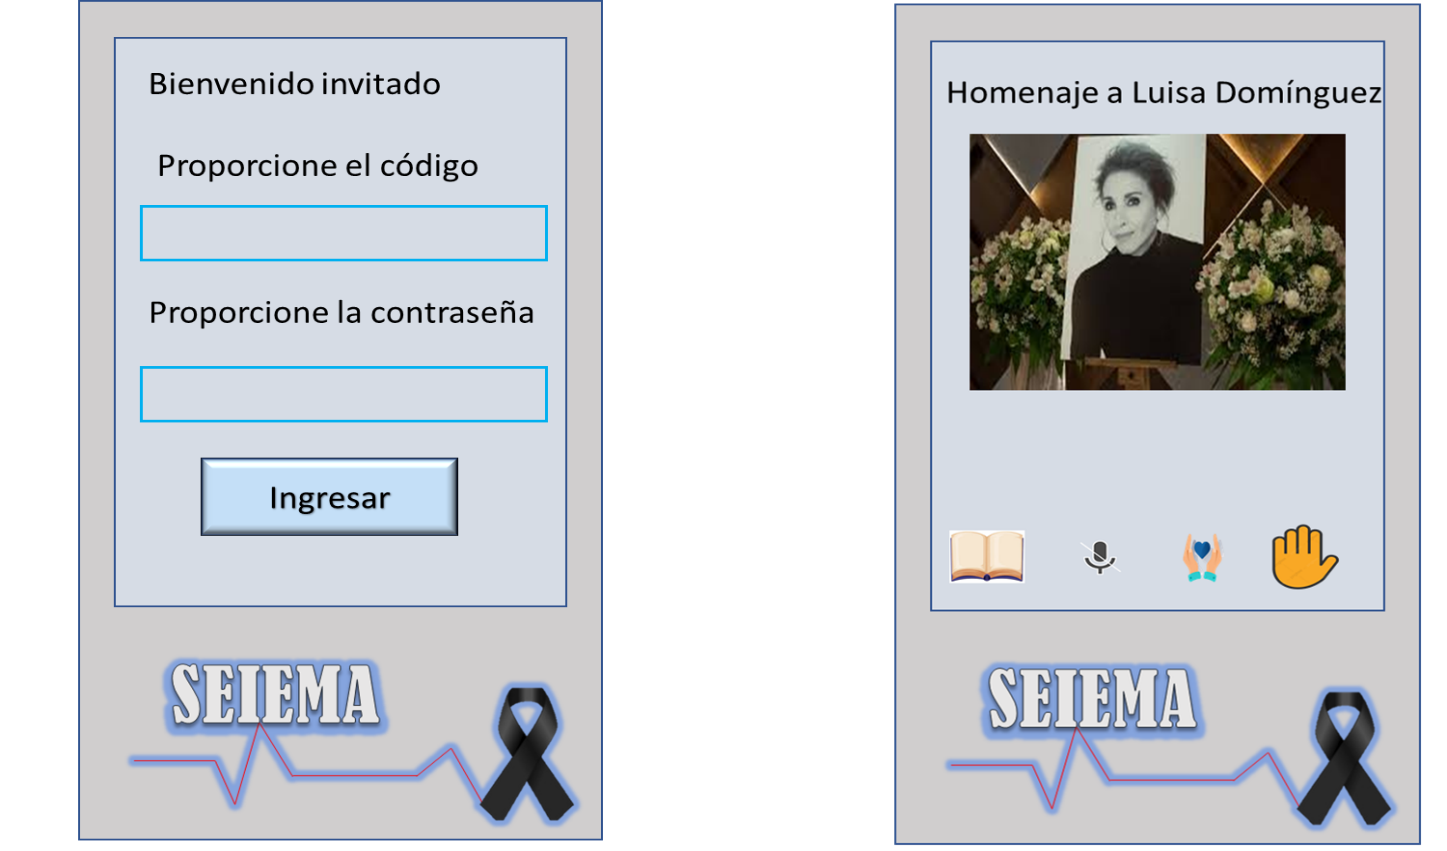 Bienvenido invitado
Proporcione el código
Proporcione la contraseña
Ingresar
SEIEMA
Homenaje a Luisa Domínguez
SEIEMA